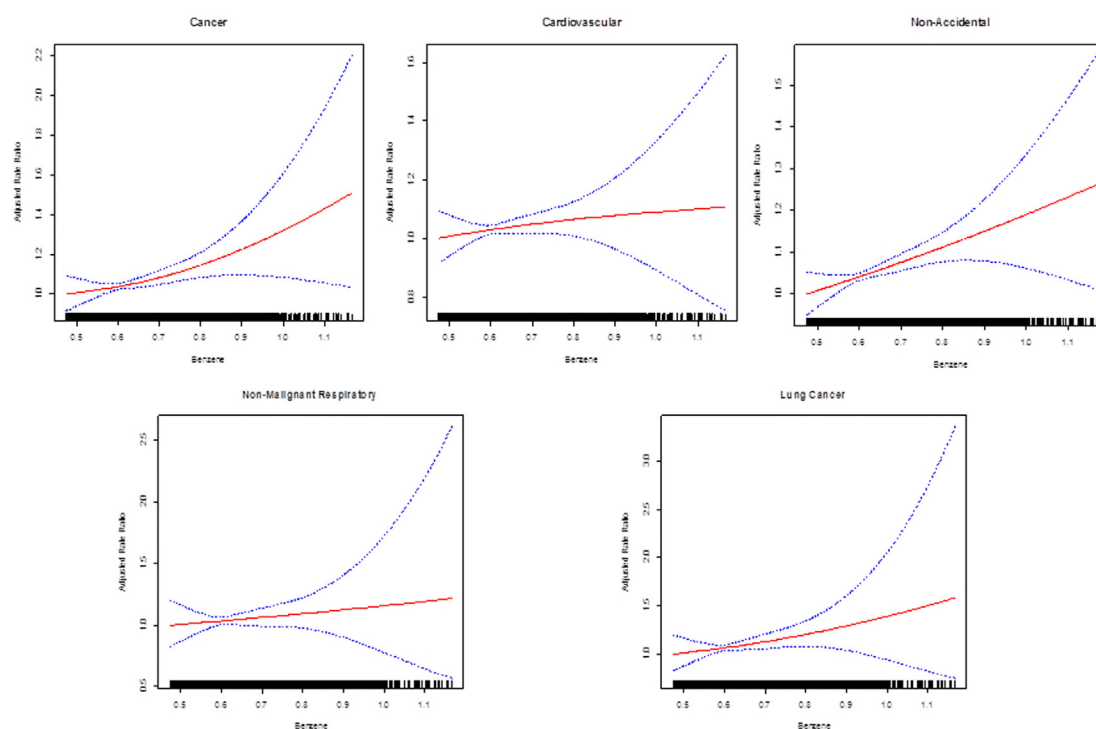 Cancer
Cardiovascular
Non-Accidental
Adjusted Rate Ratio
2.2
2.0
1.8
1.6
1.4
1.2
1.0
0.5 0.6 0.7 0.8 0.9 1.0 1.1
Benzene
Adjusted Rate Ratio
1.6
1.4
1.2
1.0
0.8
0.5 0.6 0.7 0.8 0.9 1.0 1.1
Benzene
Adjusted Rate Ratio
1.5
1.4
1.3
1.2
1.1
1.0
0.5 0.6 0.7 0.8 0.9 1.0 1.1
Benzene
Non-Malignant Respiratory
Lung Cancer
Adjusted Rate Ratio
2.5
2.0
1.5
1.0
0.5
0.5 0.6 0.7 0.8 0.9 1.0 1.1
Benzene
Adjusted Rate Ratio
3.0
2.5
2.0
1.5
1.0
0.5 0.6 0.7 0.8 0.9 1.0 1.1
Benzene